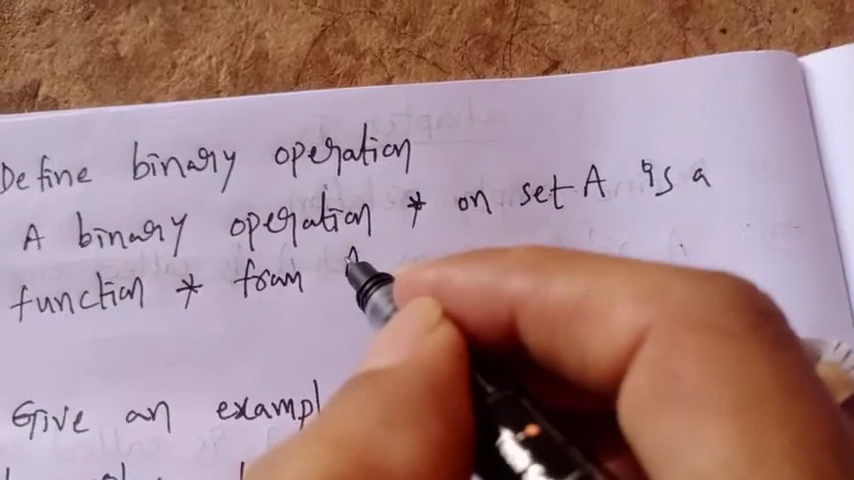 Define binary operation
A binary operation * on set A is a
function * from A
Give an exampl